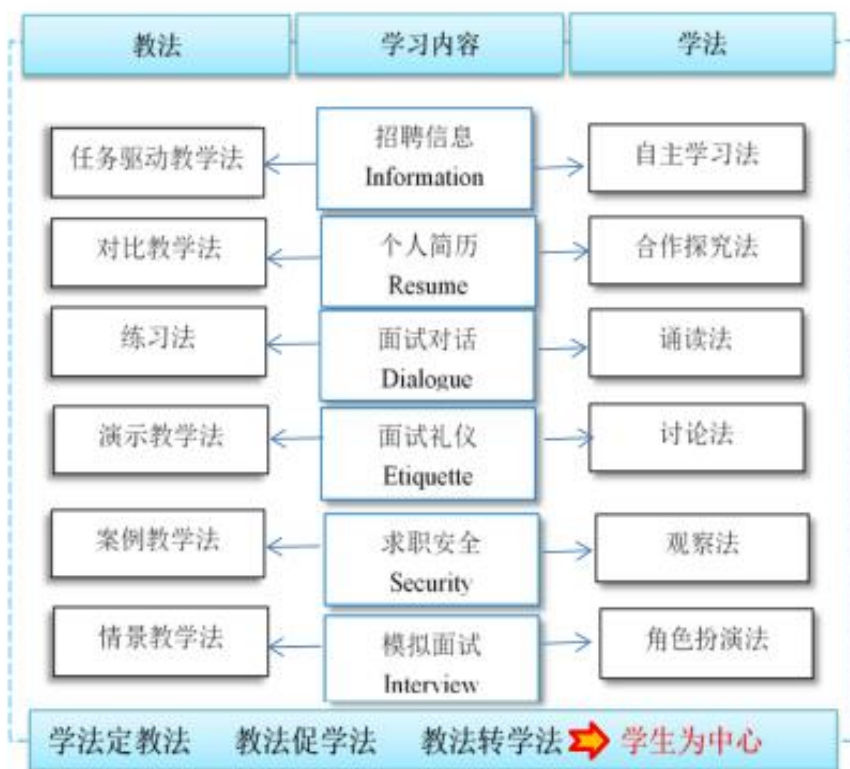 教法 学习内容 学法
任务驱动教学法 招聘信息 自主学习法
Information
对比教学法 个人简历 合作探究法
Resume
练习法 面试对话 诵读法
Dialogue
演示教学法 面试礼仪 讨论法
Etiquette
案例教学法 求职安全 观察法
Security
情景教学法 模拟面试 角色扮演法
Interview
学法定教法 教法促学法 教法转学法 学生为中心